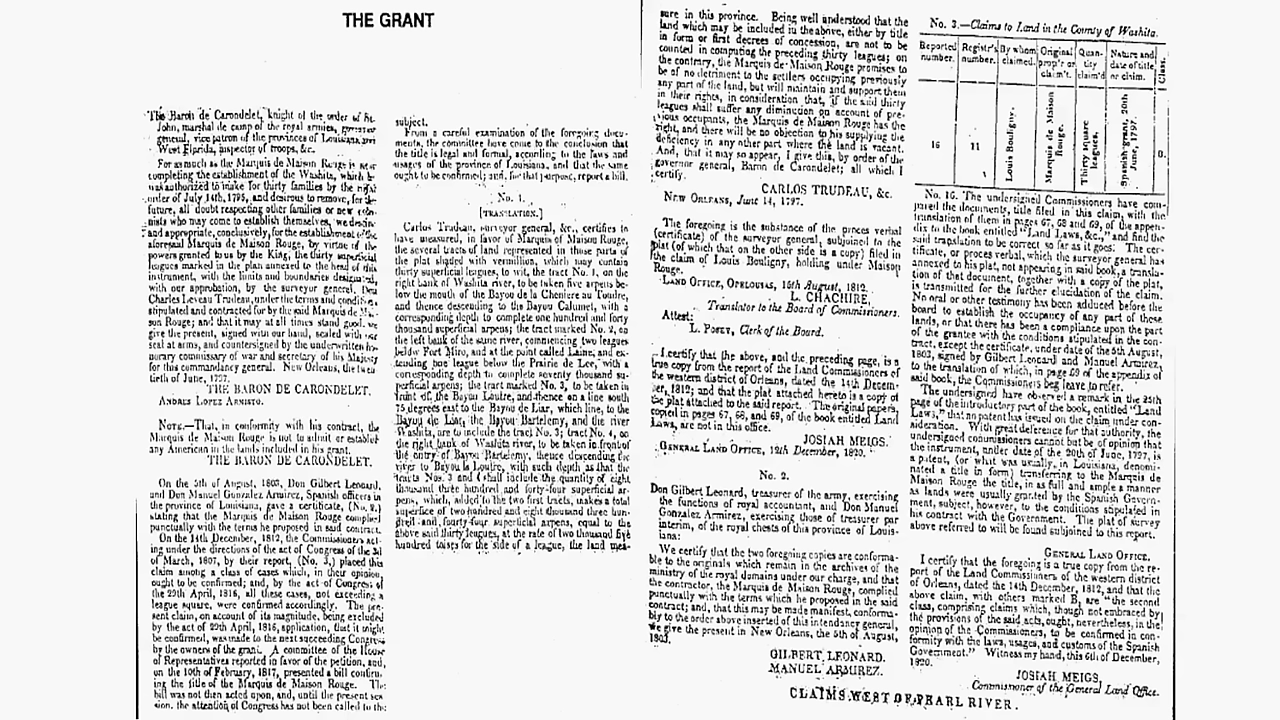 THE GRANT
The Baron de Carondelet, knight of the order of St.
John, marshal de camp of the royal armies, governor
general, vice patron of the provinces of Louisiana and
West Florida, inspector of troops, &c.
For as much as the Marquis de Maison Rouge is near
completing the establishment of the Washita, which he
was authorized to make for thirty families by the royal
order of July 14th, 1795, and desirous to remove, for the
future, all doubt respecting other families or new colo-
nists who may come to establish themselves, we destine
and appropriate, conclusively, for the establishment of the
aforesaid Marquis de Maison Rouge, by virtue of the
powers granted to us by the King, the thirty superficial
leagues marked in the plan annexed to the head of this
instrument, with the limits and boundaries designated,
with our approbation, by the surveyor general, Don
Charles Leveau Trudeau, under the terms and conditions
stipulated and contracted for by the said Marquis de Mai-
son Rouge; and that it may at all times stand good, we
give the present, signed with our hand, sealed with our
seal at arms, and countersigned by the underwritten ho-
norary commissary of war and secretary of his Majesty
for this commandancy general. New Orleans, the twen-
tieth of June, 1797.
THE BARON DE CARONDELET.
ANDRES LOPEZ ARMISTO.
NOTE.—That, in conformity with his contract, the
Marquis de Maison Rouge is not to admit or establish
any American in the lands included in his grant.
THE BARON DE CARONDELET.
On the 5th of August, 1803, Don Gilbert Leonard,
and Don Manuel Gonzalez Armirez, Spanish officers in
the province of Louisiana, gave a certificate, (No. 2,)
stating that the Marquis de Maison Rouge complied
punctually with the terms he proposed in said contract.
On the 14th December, 1812, the Commissioners act-
ing under the directions of the act of Congress of the 3d
of March, 1807, by their report, (No. 3,) placed this
claim among a class of cases which, in their opinion,
ought to be confirmed; and, by the act of Congress of
the 29th April, 1816, all these cases, not exceeding a
league square, were confirmed accordingly. The pre-
sent claim, on account of its magnitude, being excluded
by the act of 29th April, 1816, application, that it might
be confirmed, was made to the next succeeding Congress
by the owners of the grant. A committee of the House
of Representatives reported in favor of the petition, and,
on the 10th of February, 1817, presented a bill confirm-
ing the title of the Marquis de Maison Rouge. The
bill was not then acted upon, and, until the present ses-
sion, the attention of Congress has not been called to the
subject.
From a careful examination of the foregoing docu-
ments, the committee have come to the conclusion that
the title is legal and formal, according to the laws and
usages of the province of Louisiana, and that the same
ought to be confirmed; and, for that purpose, report a bill.
No. 1.
[TRANSLATION.]
Carlos Trudeau, surveyor general, &c., certifies to
have measured, in favor of Marquis of Maison Rouge,
the several tracts of land represented in those parts of
the plat shaded with vermillion, which may contain
thirty superficial leagues, to wit, the tract No. 1, on the
right bank of Washita river, to be taken five arpens be-
low the mouth of the Bayou de la Cheniere au Tondre,
and thence descending to the Bayou Calumet, with a
corresponding depth to complete one hundred and forty
thousand superficial arpens; the tract marked No. 2, on
the left bank of the same river, commencing two leagues
below Fort Miro, and at the point called Laine, and ex-
tending one league below the Prairie de Lee, with a
corresponding depth to complete seventy thousand su-
perficial arpens; the tract marked No. 3, to be taken in
front of the Bayou Loutre, and thence on a line south
75 degrees east to the Bayou de Liar, which line, to the
Bayou de Liar, the Bayou Bartelemy, and the river
Washita, are to include the tract No. 3; tract No. 4, on
the right bank of Washita river, to be taken in front of
the entry of Bayou Bartelemy, thence descending the
river to Bayou la Loutre, with such depth as that the
tracts Nos. 3 and 4 shall include the quantity of eight
thousand three hundred and forty-four superficial ar-
pens, which, added to the two first tracts, makes a total
superfice of two hundred and eight thousand three hun-
dred and fourty-four superficial arpens, equal to the
above said thirty leagues, at the rate of two thousand five
hundred toises for the side of a league, the land mea-
sure in this province. Being well understood that the
land which may be included in the above, either by title
in form or first decrees of concession, are not to be
counted in computing the preceding thirty leagues; on
the contrary, the Marquis de Maison Rouge promises to
be of no detriment to the settlers occupying previously
any part of the land, but will maintain and support them
in their rights, in consideration that, if the said thirty
leagues shall suffer any diminution on account of pre-
vious occupants, the Marquis de Maison Rouge has the
right, and there will be no objection to his supplying the
deficiency in any other part where the land is vacant.
And, that it may so appear, I give this, by order of the
governor general, Baron de Carondelet; all which I
certify.
CARLOS TRUDEAU, &c.
NEW ORLEANS, June 14, 1797.
The foregoing is the substance of the proces verbal
(certificate) of the surveyor general, subjoined to the
plat (of which that on the other side is a copy) filed in
the claim of Louis Bouligny, holding under Maison
Rouge.
LAND OFFICE, OPELOUSAS, 15th August, 1812.
L. CHACHIRE,
Translator to the Board of Commissioners.
Attest:
L. POSEY, Clerk of the Board.
I certify that the above, and the preceding page, is a
true copy from the report of the Land Commissioners of
the western district of Orleans, dated the 14th Decem-
ber, 1812; and that the plat attached hereto is a copy of
the plat attached to the said report. The original papers,
copied in pages 67, 68, and 69, of the book entitled Land
Laws, are not in this office.
JOSIAH MEIGS.
GENERAL LAND OFFICE, 12th December, 1820.
No. 2.
Don Gilbert Leonard, treasurer of the army, exercising
the functions of royal accountant, and Don Manuel
Gonzalez Armirez, exercising those of treasurer par
interim, of the royal chests of this province of Louis-
iana:
We certify that the two foregoing copies are conforma-
ble to the originals which remain in the archives of the
ministry of the royal domains under our charge, and that
the contractor, the Marquis de Maison Rouge, complied
punctually with the terms which he proposed in the said
contract; and, that this may be made manifest, conforma-
bly to the above inserted of this intendancy general,
we give the present in New Orleans, the 5th of August,
1803.
GILBERT LEONARD.
MANUEL ARMIREZ.
CLAIMS WEST OF PEARL RIVER.
No. 3.—Claims to Land in the County of Washita.
Reported number. Registr's number. By whom claimed. Original prop'r or claim't. Quantity claim'd Nature and date of title or claim. Class.
16 11 Louis Bouligny. Marquis de Maison Rouge. Thirty square leagues. Spanish grant, 20th June, 1797. B.
No. 16. The undersigned Commissioners have com-
pared the documents, title filed in this claim, with the
translation of them in pages 67, 68 and 69, of the appen-
dix to the book entitled "Land Laws, &c.," and find the
said translation to be correct so far as it goes. The cer-
tificate, or proces verbal, which the surveyor general has
annexed to his plat, not appearing in said book, a transla-
tion of that document, together with a copy of the plat,
is transmitted for the further elucidation of the claim.
No oral or other testimony has been adduced before the
board to establish the occupancy of any part of these
lands, or that there has been a compliance upon the part
of the grantee with the conditions stipulated in the con-
tract, except the certificate, under date of the 5th August,
1803, signed by Gilbert Leonard and Manuel Armirez,
to the translation of which, in page 69 of the appendix of
said book, the Commissioners beg leave to refer.
The undersigned have observed a remark in the 25th
page of the introductory part of the book, entitled "Land
Laws," that no patent has issued on the claim under con-
sideration. With great deference for that authority, the
undersigned commissioners cannot but be of opinion that
the instrument, under date of the 20th of June, 1797, is
a patent, (or what was usually, in Louisiana, denomi-
nated a title in form) transferring to the Marquis de
Maison Rouge the title, in as full and ample a manner
as lands were usually granted by the Spanish Govern-
ment, subject, however, to the conditions stipulated in
his contract with the Government. The plat of survey
above referred to will be found subjoined to this report.
GENERAL LAND OFFICE.
I certify that the foregoing is a true copy from the re-
port of the Land Commissioners of the western district
of Orleans, dated the 14th December, 1812, and that the
above claim, with others marked B, are "the second
class, comprising claims which, though not embraced by
the provisions of the said acts, ought, nevertheless, in the
opinion of the Commissioners, to be confirmed in con-
formity with the laws, usages, and customs of the Spanish
Government." Witness my hand, this 6th of December,
1820.
JOSIAH MEIGS,
Commissioner of the General Land Office.